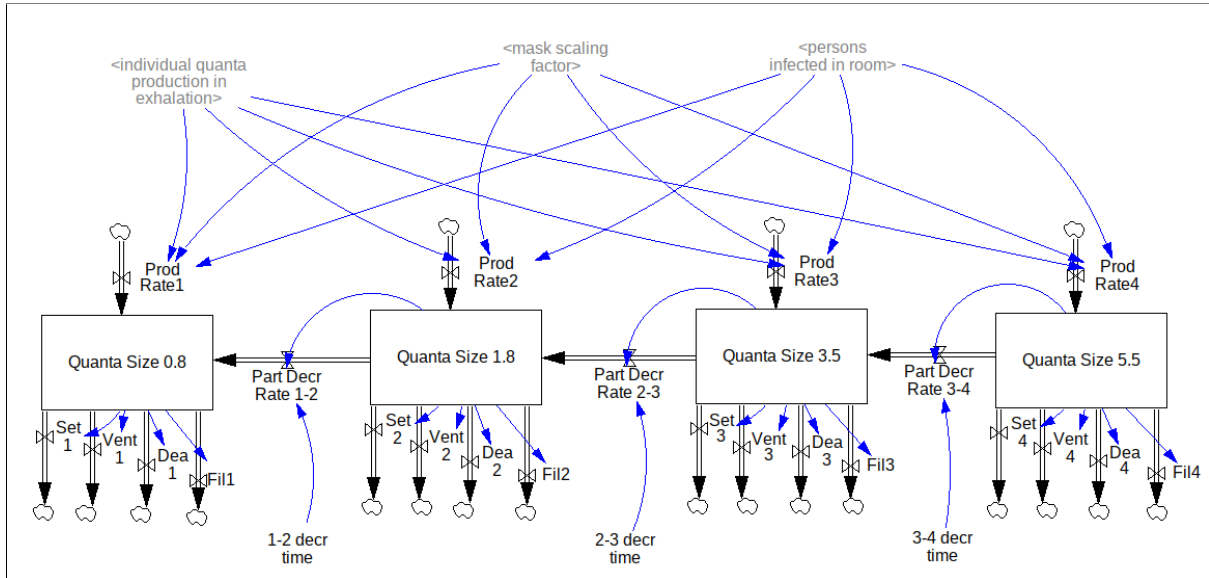 <individual quanta
production in
exhalation>
<mask scaling
factor>
<persons
infected in room>
Prod
Rate1
Prod
Rate2
Prod
Rate3
Prod
Rate4
Quanta Size 0.8
Quanta Size 1.8
Quanta Size 3.5
Quanta Size 5.5
Part Decr
Rate 1-2
Part Decr
Rate 2-3
Part Decr
Rate 3-4
Set
1
Vent
1
Dea
1
Fil1
Set
2
Vent
2
Dea
2
Fil2
Set
3
Vent
3
Dea
3
Fil3
Set
4
Vent
4
Dea
4
Fil4
1-2 decr
time
2-3 decr
time
3-4 decr
time